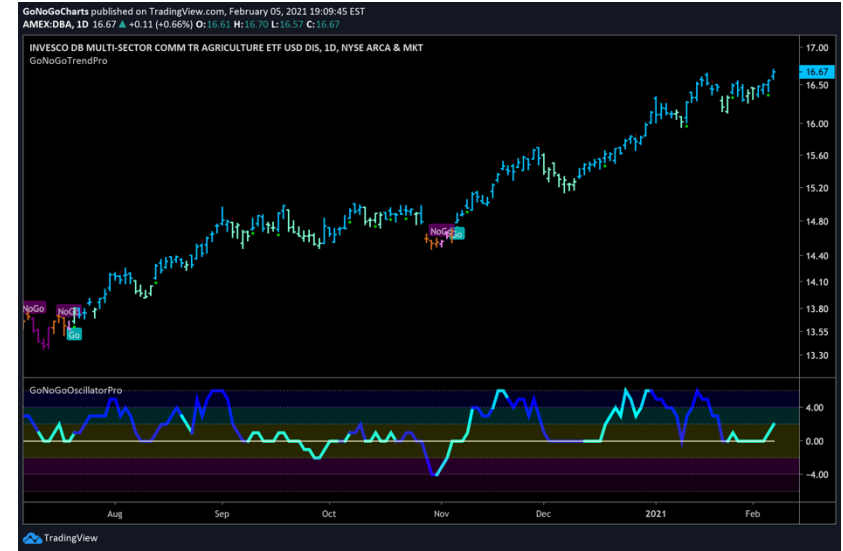 GoNoGoCharts published on TradingView.com, February 05, 2021 19:09:45 EST
AMEX:DBA, 1D 16.67 ▲ +0.11 (+0.66%) O:16.61 H:16.70 L:16.57 C:16.67
INVESCO DB MULTI-SECTOR COMM TR AGRICULTURE ETF USD DIS, 1D, NYSE ARCA & MKT
GoNoGoTrendPro
17.00
16.67
16.50
16.00
15.60
15.20
14.80
14.40
14.10
13.80
13.55
13.30
NoGo
Go
NoGo
NoGo
Go
GoNoGoOscillatorPro
4.00
0.00
−4.00
Aug Sep Oct Nov Dec 2021 Feb
TradingView